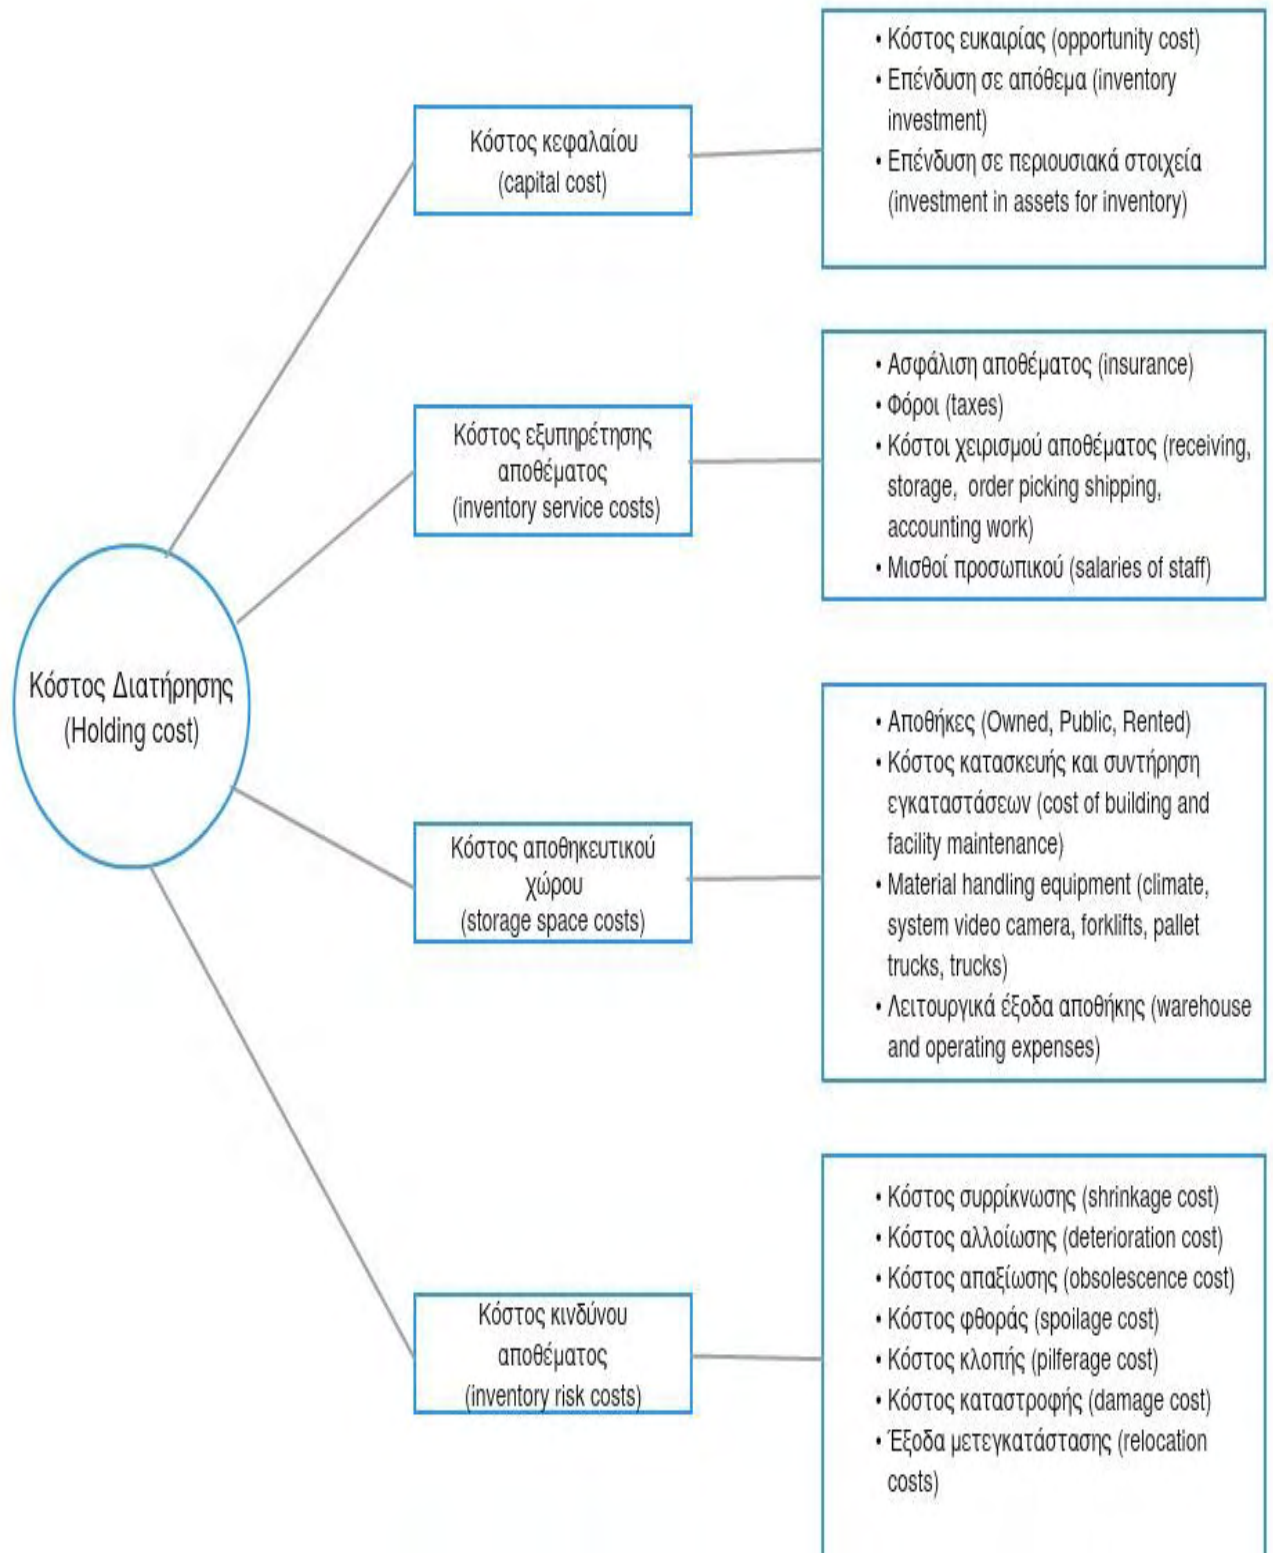 Κόστος Διατήρησης
(Holding cost)
Κόστος κεφαλαίου
(capital cost)
• Κόστος ευκαιρίας (opportunity cost)
• Επένδυση σε απόθεμα (inventory
investment)
• Επένδυση σε περιουσιακά στοιχεία
(investment in assets for inventory)
Κόστος εξυπηρέτησης
αποθέματος
(inventory service costs)
• Ασφάλιση αποθέματος (insurance)
• Φόροι (taxes)
• Κόστοι χειρισμού αποθέματος (receiving,
storage, order picking shipping,
accounting work)
• Μισθοί προσωπικού (salaries of staff)
Κόστος αποθηκευτικού
χώρου
(storage space costs)
• Αποθήκες (Owned, Public, Rented)
• Κόστος κατασκευής και συντήρηση
εγκαταστάσεων (cost of building and
facility maintenance)
• Material handling equipment (climate,
system video camera, forklifts, pallet
trucks, trucks)
• Λειτουργικά έξοδα αποθήκης (warehouse
and operating expenses)
Κόστος κινδύνου
αποθέματος
(inventory risk costs)
• Κόστος συρρίκνωσης (shrinkage cost)
• Κόστος αλλοίωσης (deterioration cost)
• Κόστος απαξίωσης (obsolescence cost)
• Κόστος φθοράς (spoilage cost)
• Κόστος κλοπής (pilferage cost)
• Κόστος καταστροφής (damage cost)
• Έξοδα μετεγκατάστασης (relocation
costs)